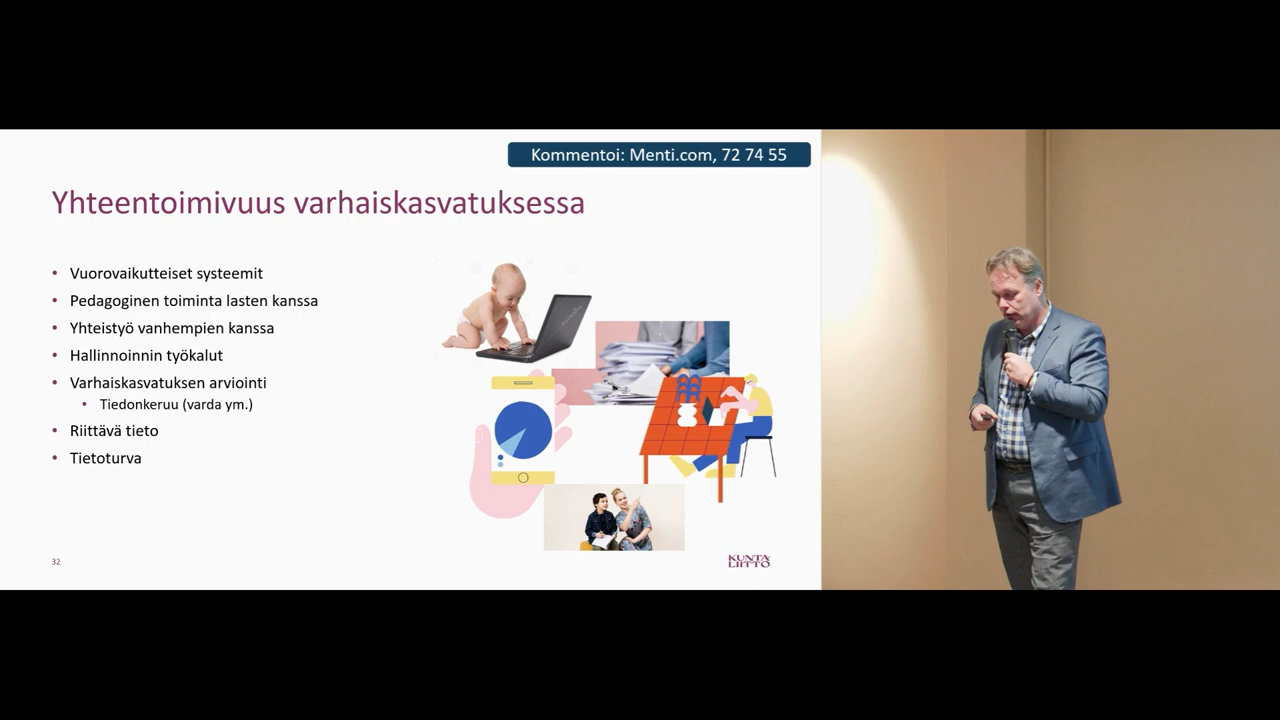 Kommentoi: Menti.com, 72 74 55
Yhteentoimivuus varhaiskasvatuksessa
• Vuorovaikutteiset systeemit
• Pedagoginen toiminta lasten kanssa
• Yhteistyö vanhempien kanssa
• Hallinnoinnin työkalut
• Varhaiskasvatuksen arviointi
• Tiedonkeruu (varda ym.)
• Riittävä tieto
• Tietoturva
32
KUNTA
LIITTO